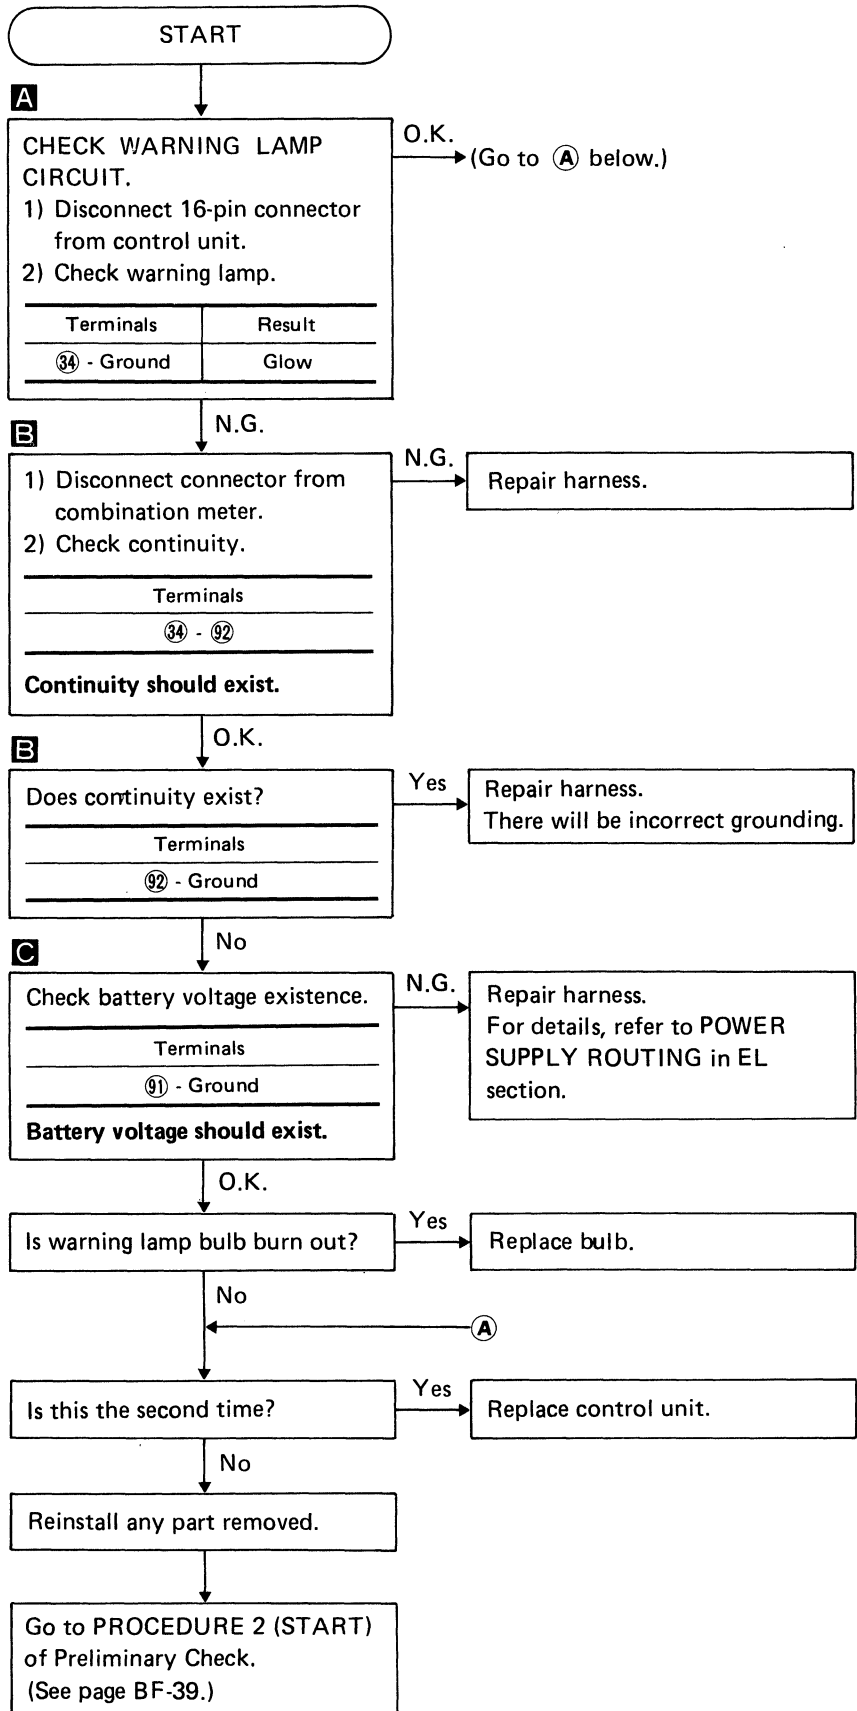 START
A
CHECK WARNING LAMP
CIRCUIT.
1) Disconnect 16-pin connector
from control unit.
2) Check warning lamp.
Terminals Result
34 - Ground Glow
O.K.
(Go to A below.)
N.G.
B
1) Disconnect connector from
combination meter.
2) Check continuity.
Terminals
34 - 92
Continuity should exist.
N.G.
Repair harness.
O.K.
B
Does continuity exist?
Terminals
92 - Ground
Yes
Repair harness.
There will be incorrect grounding.
No
C
Check battery voltage existence.
Terminals
91 - Ground
Battery voltage should exist.
N.G.
Repair harness.
For details, refer to POWER
SUPPLY ROUTING in EL
section.
O.K.
Is warning lamp bulb burn out?
Yes
Replace bulb.
No
A
Is this the second time?
Yes
Replace control unit.
No
Reinstall any part removed.
Go to PROCEDURE 2 (START)
of Preliminary Check.
(See page BF-39.)